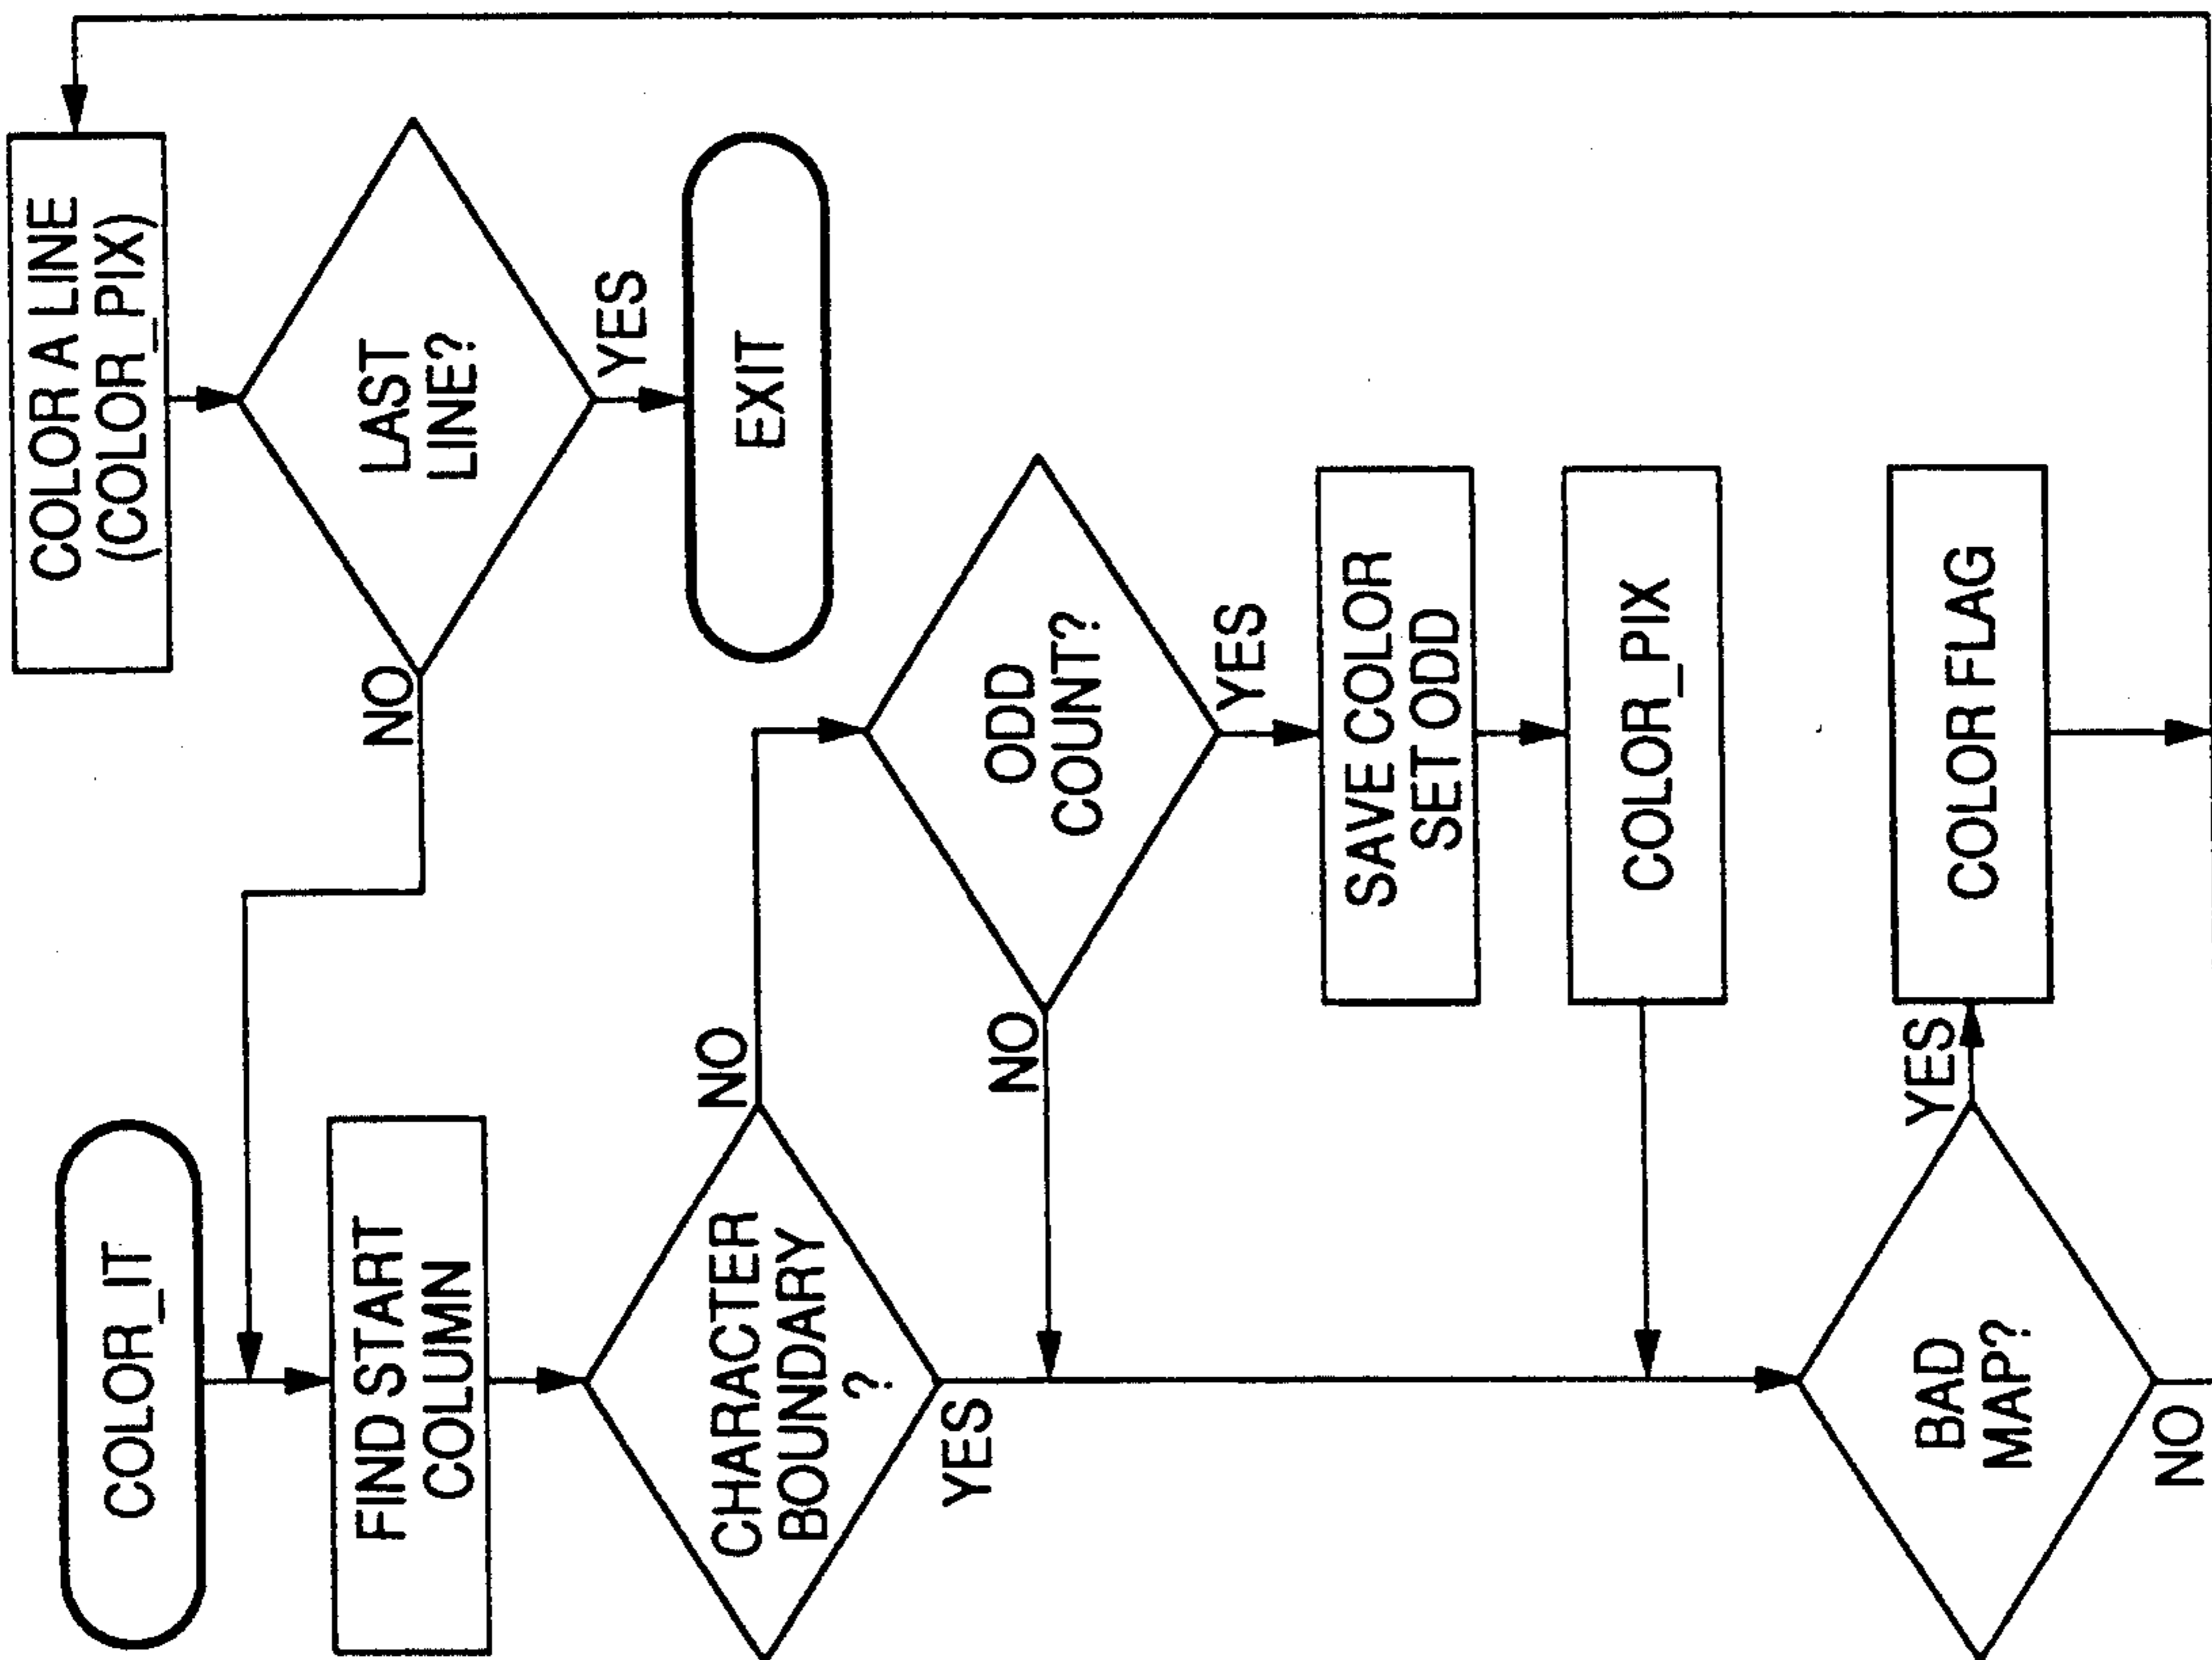 COLOR_IT
FIND START
COLUMN
CHARACTER
BOUNDARY
?
NO
YES
ODD
COUNT?
NO
YES
SAVE COLOR
SET ODD
COLOR_PIX
BAD
MAP?
YES
NO
COLOR FLAG
COLOR A LINE
(COLOR_PIX)
LAST
LINE?
NO
YES
EXIT